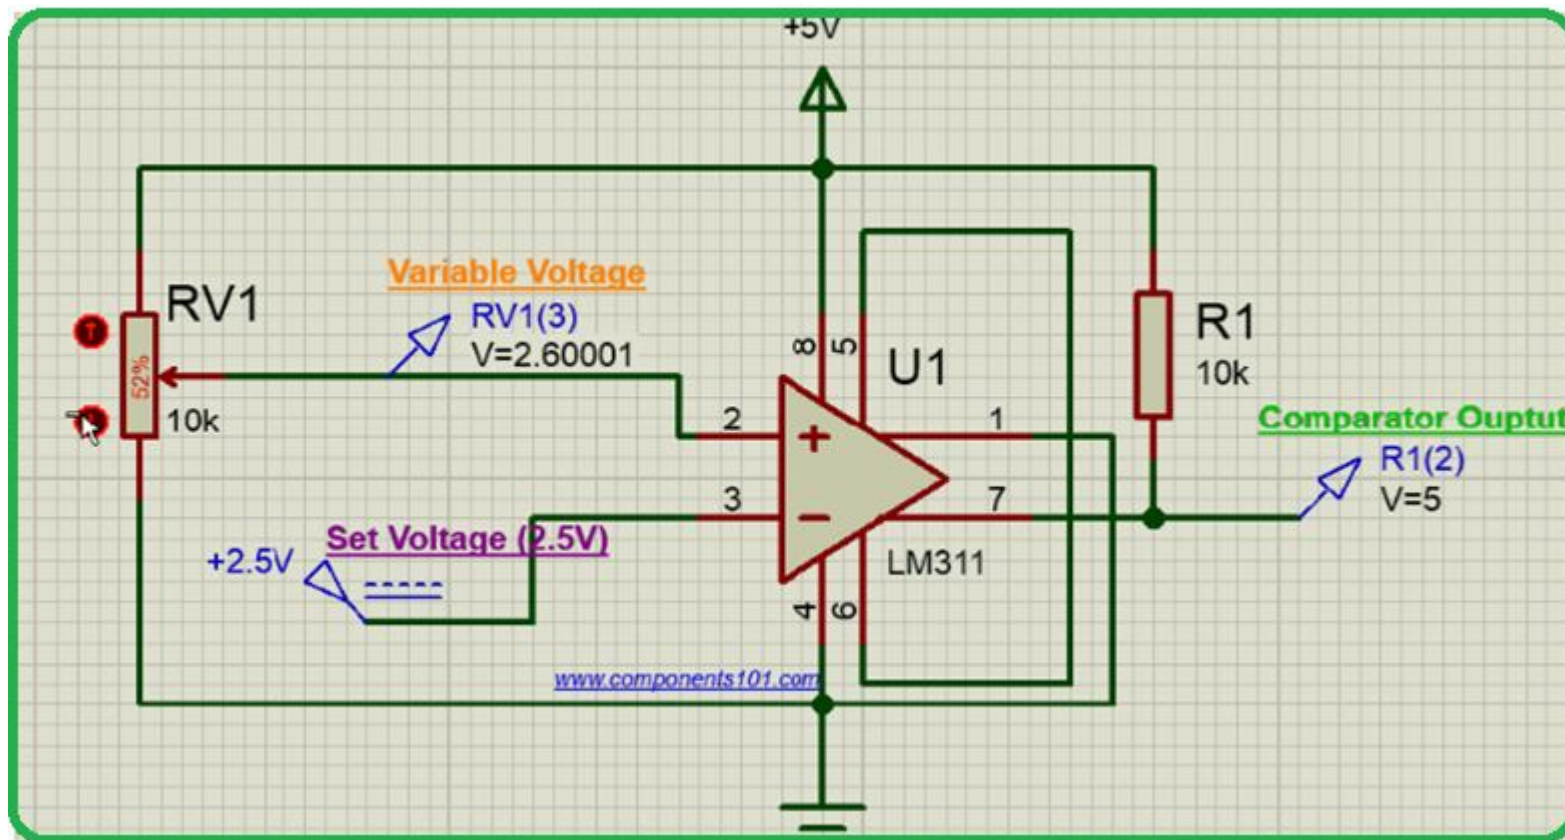 +5V
Variable Voltage
RV1
RV1(3)
V=2.60001
52%
10k
8
5
U1
R1
10k
2
+
1
Comparator Ouptut
R1(2)
V=5
3
−
7
Set Voltage (2.5V)
+2.5V
LM311
4
6
www.components101.com